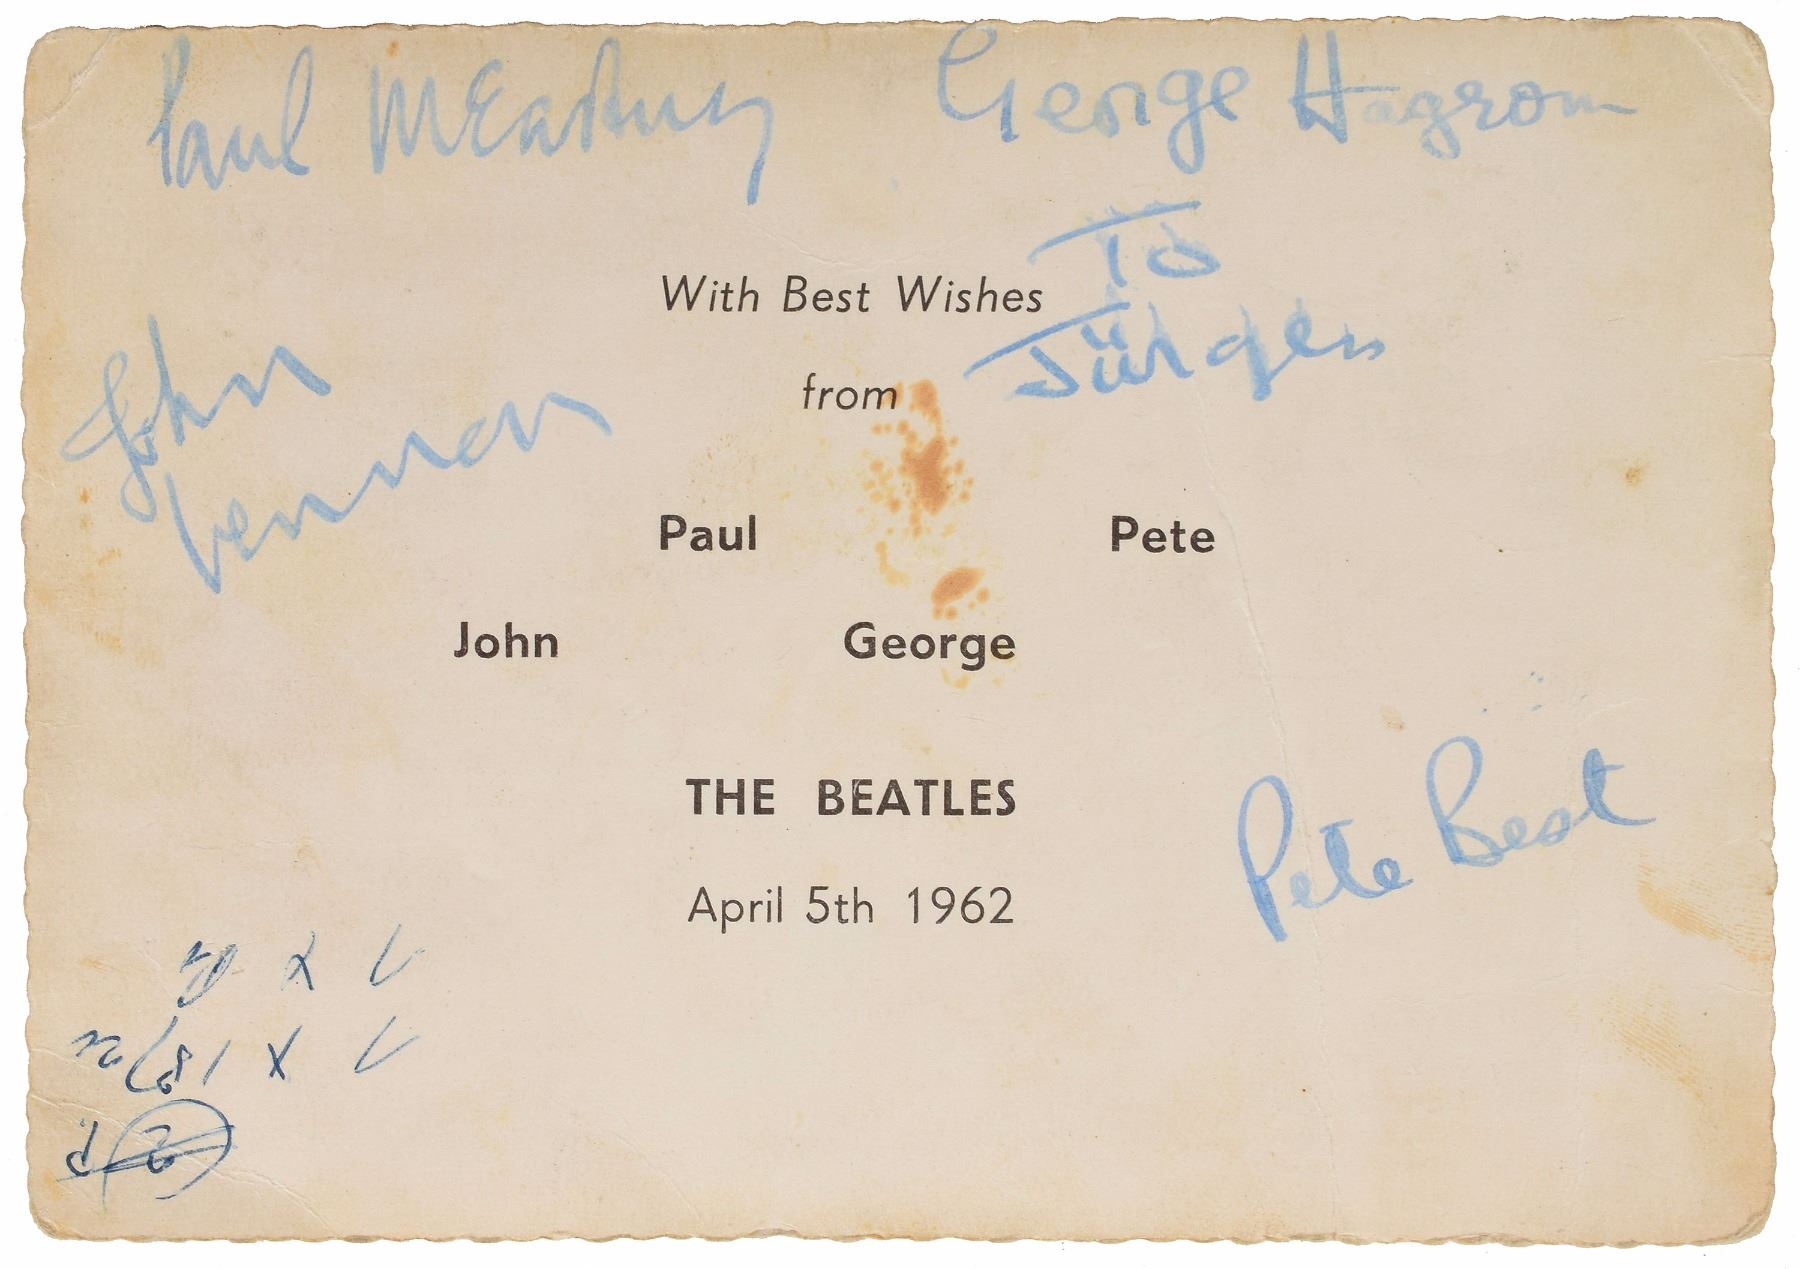 Paul McCartney George Harrison
To
With Best Wishes
Jürgen
from
John
Lennon
Paul Pete
John George
THE BEATLES
Pete Best
April 5th 1962